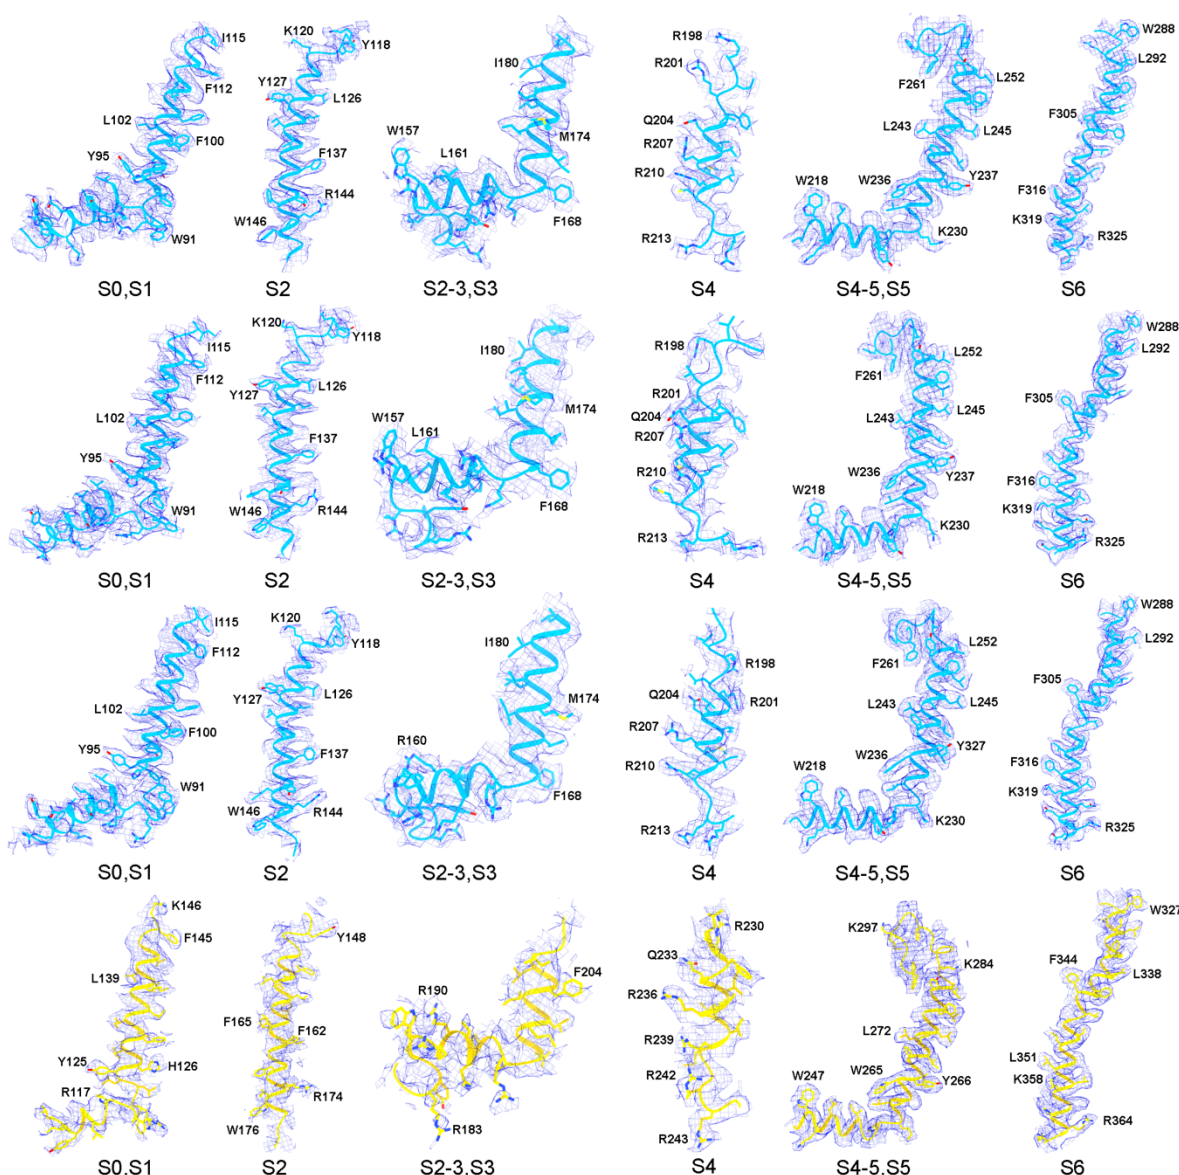 I115
F112
L102
F100
Y95
W91
S0,S1
K120
Y118
Y127
L126
F137
R144
W146
S2
I180
W157
L161
M174
F168
S2-3,S3
R198
R201
Q204
R207
R210
R213
S4
F261
L252
L243
L245
W236
Y237
W218
K230
S4-5,S5
W288
L292
F305
F316
K319
R325
S6
I115
F112
L102
Y95
W91
S0,S1
K120
Y118
Y127
L126
F137
W146
R144
S2
I180
W157
L161
M174
F168
S2-3,S3
R198
R201
Q204
R207
R210
R213
S4
L252
F261
L243
L245
W236
Y237
W218
K230
S4-5,S5
W288
L292
F305
F316
K319
R325
S6
I115
F112
L102
F100
Y95
W91
S0,S1
K120
Y118
Y127
L126
F137
W146
R144
S2
I180
M174
R160
F168
S2-3,S3
R198
Q204
R201
R207
R210
R213
S4
L252
F261
L243
L245
W236
Y327
W218
K230
S4-5,S5
W288
L292
F305
F316
K319
R325
S6
K146
F145
L139
Y125
H126
R117
S0,S1
Y148
F165
F162
R174
W176
S2
F204
R190
R183
S2-3,S3
R230
Q233
R236
R239
R242
R243
S4
K297
K284
L272
W265
Y266
W247
S4-5,S5
W327
F344
L338
L351
K358
R364
S6